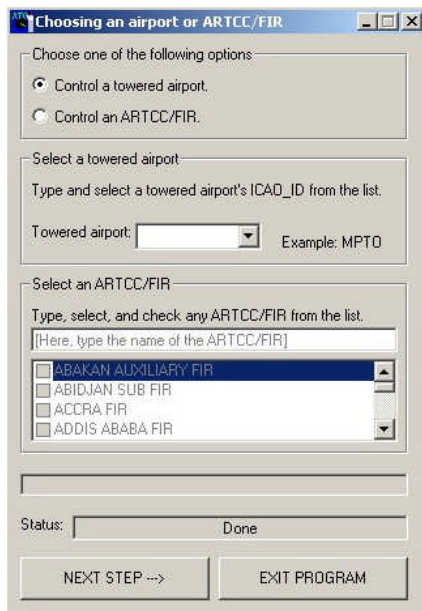 Choosing an airport or ARTCC/FIR
Choose one of the following options
Control a towered airport.
Control an ARTCC/FIR.
Select a towered airport
Type and select a towered airport's ICAO_ID from the list.
Towered airport:
Example: MPTO
Select an ARTCC/FIR
Type, select, and check any ARTCC/FIR from the list.
[Here, type the name of the ARTCC/FIR]
ABAKAN AUXILIARY FIR
ABIDJAN SUB FIR
ACCRA FIR
ADDIS ABABA FIR
Status: Done
NEXT STEP --->
EXIT PROGRAM